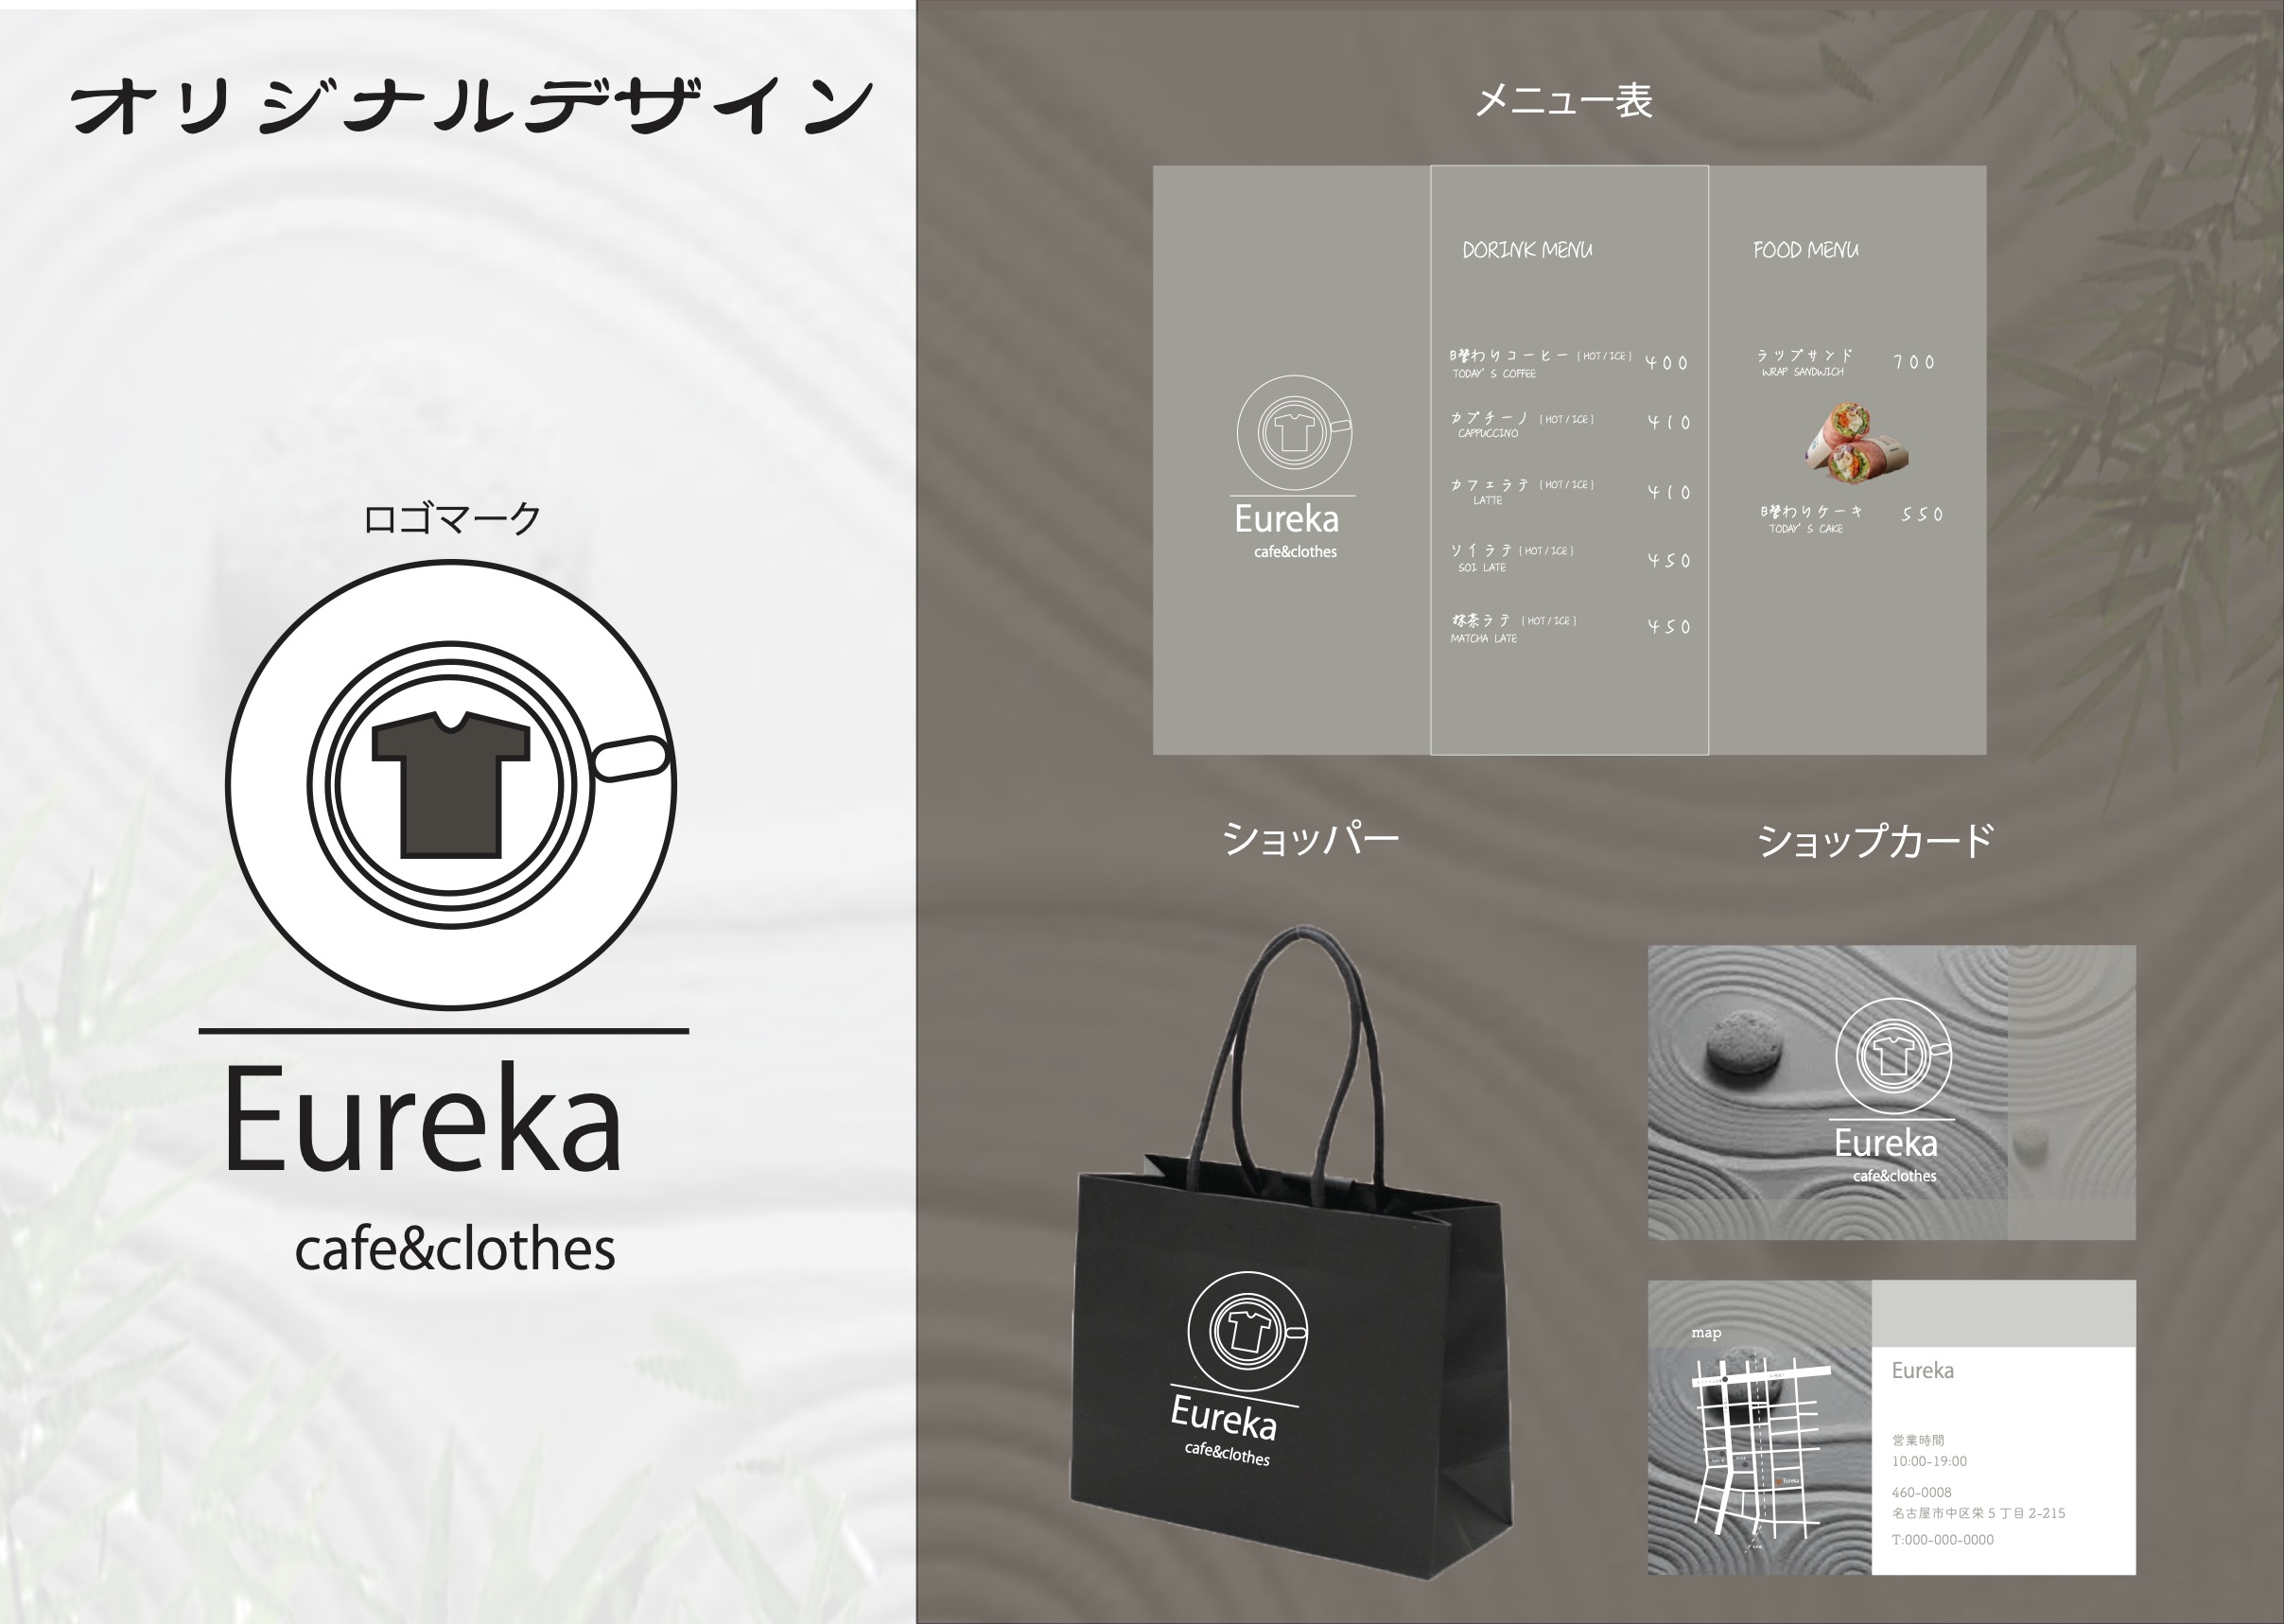 オリジナルデザイン
ロゴマーク
Eureka
cafe&clothes
メニュー表
Eureka
cafe&clothes
DORINK MENU
日替わりコーヒー [HOT / ICE] 400
TODAY'S COFFEE
カプチーノ [HOT / ICE] 410
CAPPUCCINO
カフェラテ [HOT / ICE] 410
LATTE
ソイラテ [HOT / ICE] 450
SOI LATE
抹茶ラテ [HOT / ICE] 450
MATCHA LATE
FOOD MENU
ラップサンド 700
WRAP SANDWICH
日替わりケーキ 550
TODAY'S CAKE
ショッパー
Eureka
cafe&clothes
ショップカード
Eureka
cafe&clothes
map
Eureka
Eureka
営業時間
10:00-19:00
460-0008
名古屋市中区栄 5 丁目 2-215
T:000-000-0000